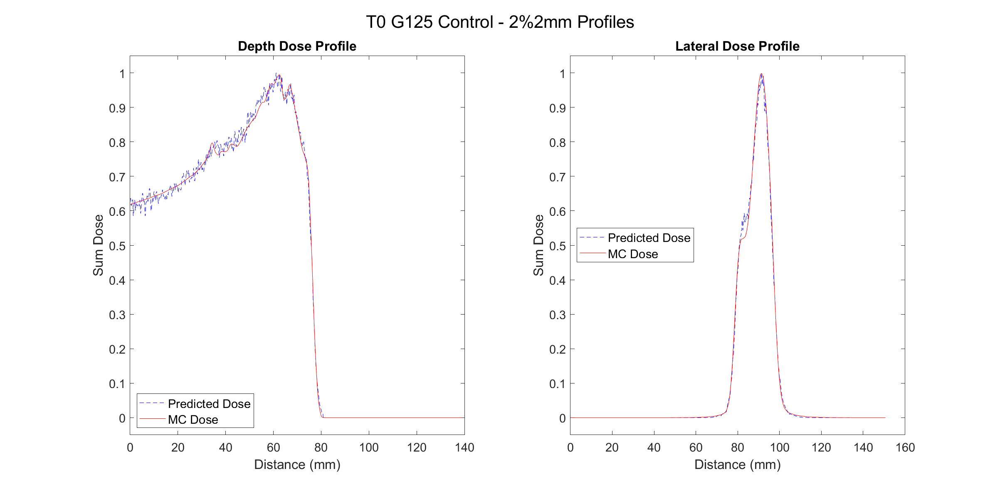 T0 G125 Control - 2%2mm Profiles
Depth Dose Profile
1
0.9
0.8
0.7
0.6
0.5
0.4
0.3
0.2
0.1
0
Sum Dose
Predicted Dose
MC Dose
0 20 40 60 80 100 120 140
Distance (mm)
Lateral Dose Profile
1
0.9
0.8
0.7
0.6
0.5
0.4
0.3
0.2
0.1
0
Sum Dose
Predicted Dose
MC Dose
0 20 40 60 80 100 120 140 160
Distance (mm)